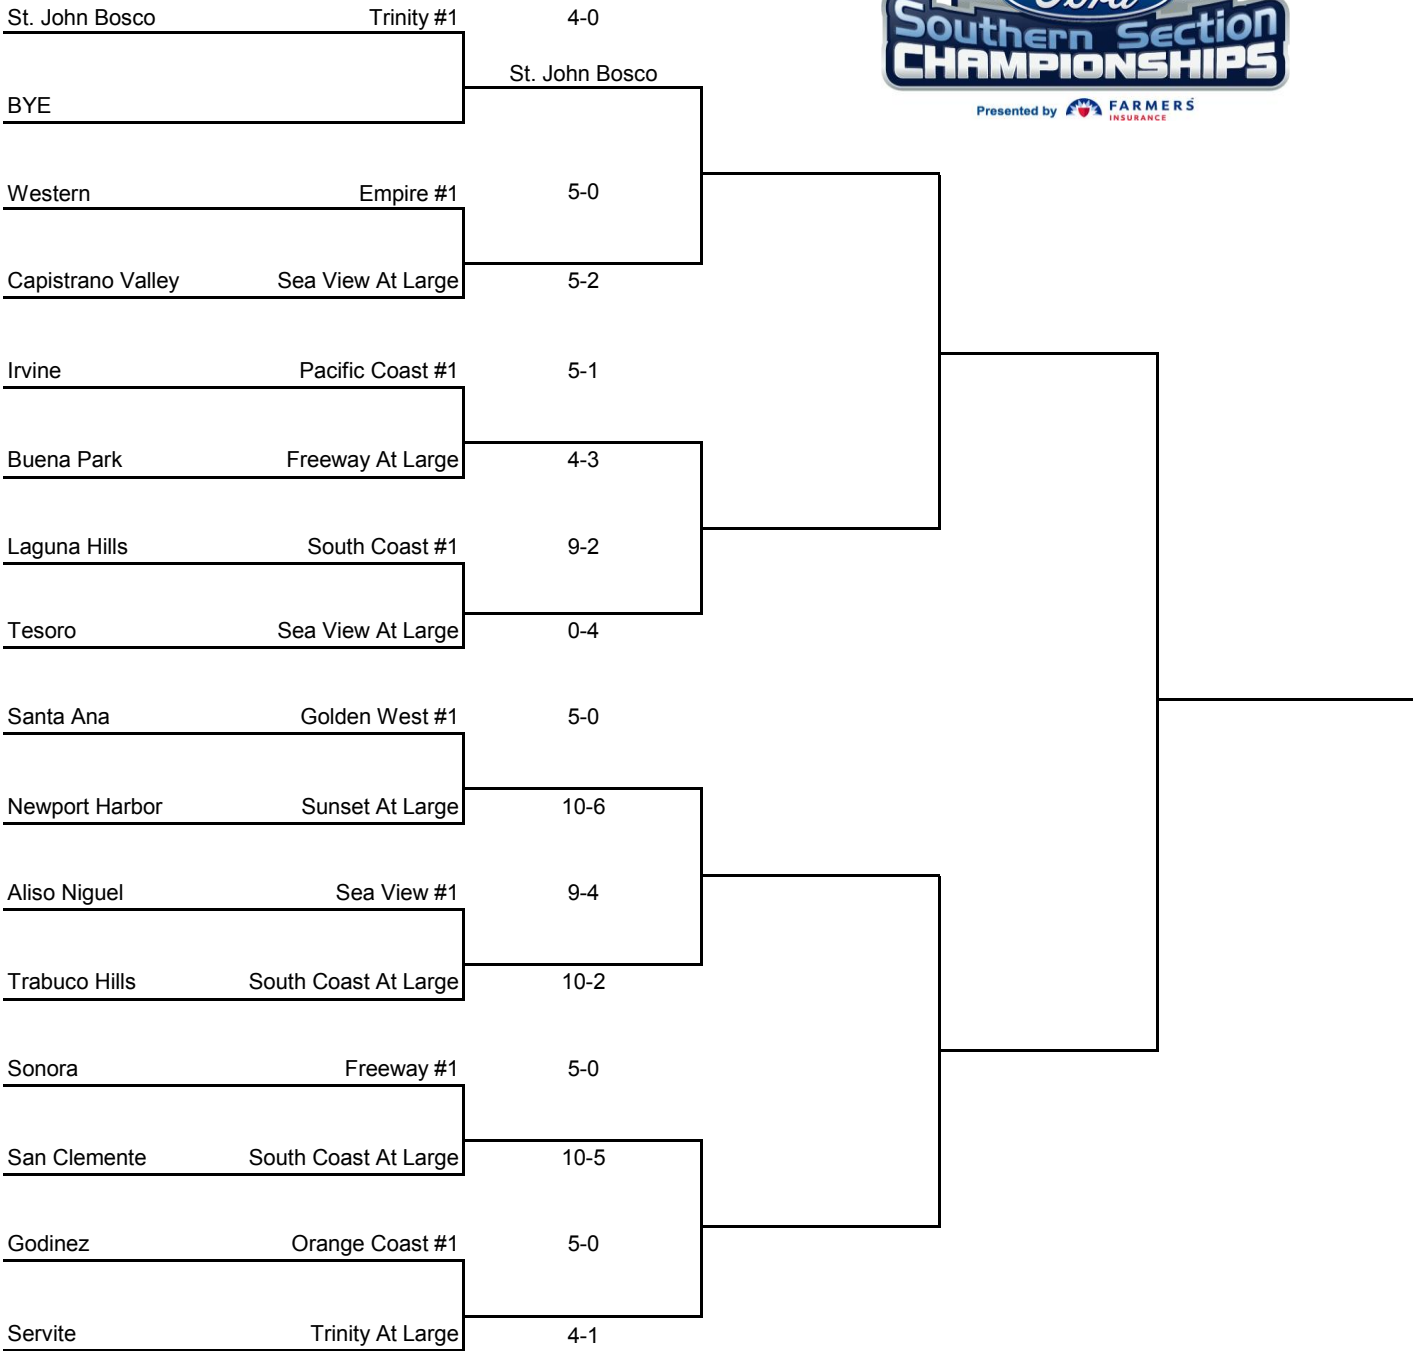 Ford
Southern Section
CHAMPIONSHIPS
Presented by FARMERS
INSURANCE
St. John Bosco Trinity #1 4-0
St. John Bosco
BYE
Western Empire #1 5-0
Capistrano Valley Sea View At Large 5-2
Irvine Pacific Coast #1 5-1
Buena Park Freeway At Large 4-3
Laguna Hills South Coast #1 9-2
Tesoro Sea View At Large 0-4
Santa Ana Golden West #1 5-0
Newport Harbor Sunset At Large 10-6
Aliso Niguel Sea View #1 9-4
Trabuco Hills South Coast At Large 10-2
Sonora Freeway #1 5-0
San Clemente South Coast At Large 10-5
Godinez Orange Coast #1 5-0
Servite Trinity At Large 4-1